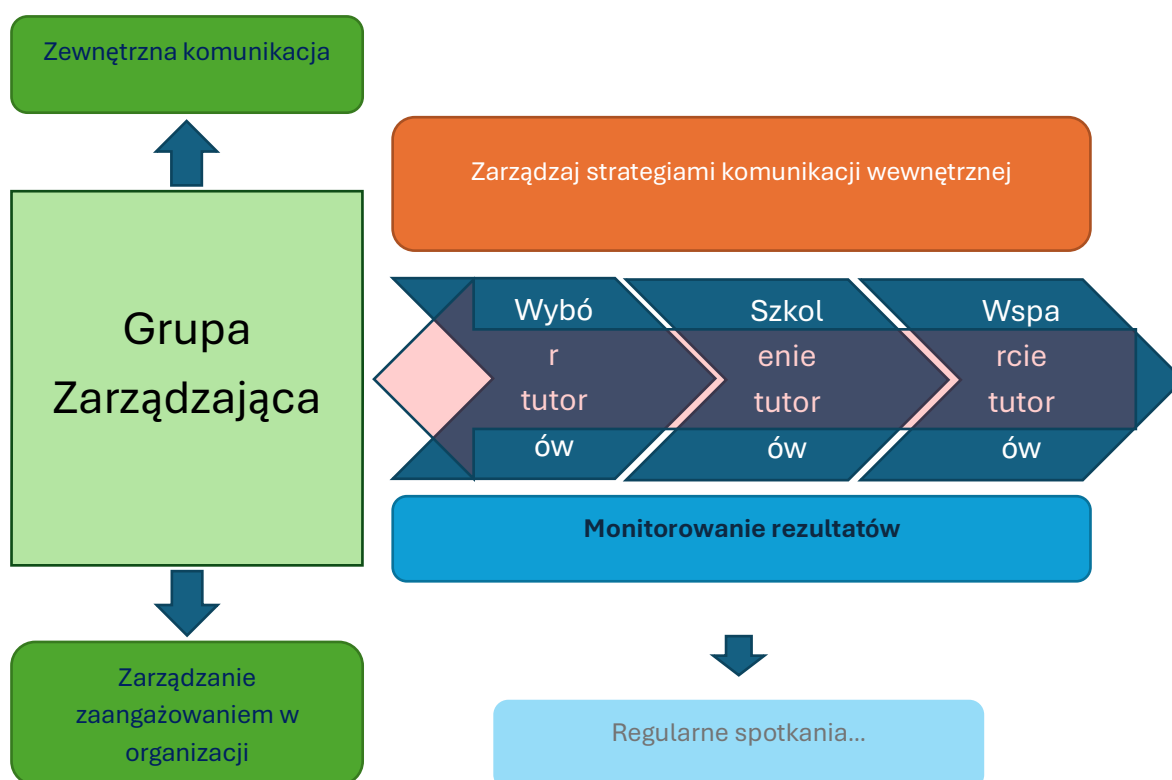 Zewnętrzna komunikacja
Zarządzaj strategiami komunikacji wewnętrznej
Grupa
Zarządzająca
Wybó
r
tutor
ów
Szkol
enie
tutor
ów
Wspa
rcie
tutor
ów
Monitorowanie rezultatów
Zarządzanie
zaangażowaniem w
organizacji
Regularne spotkania...